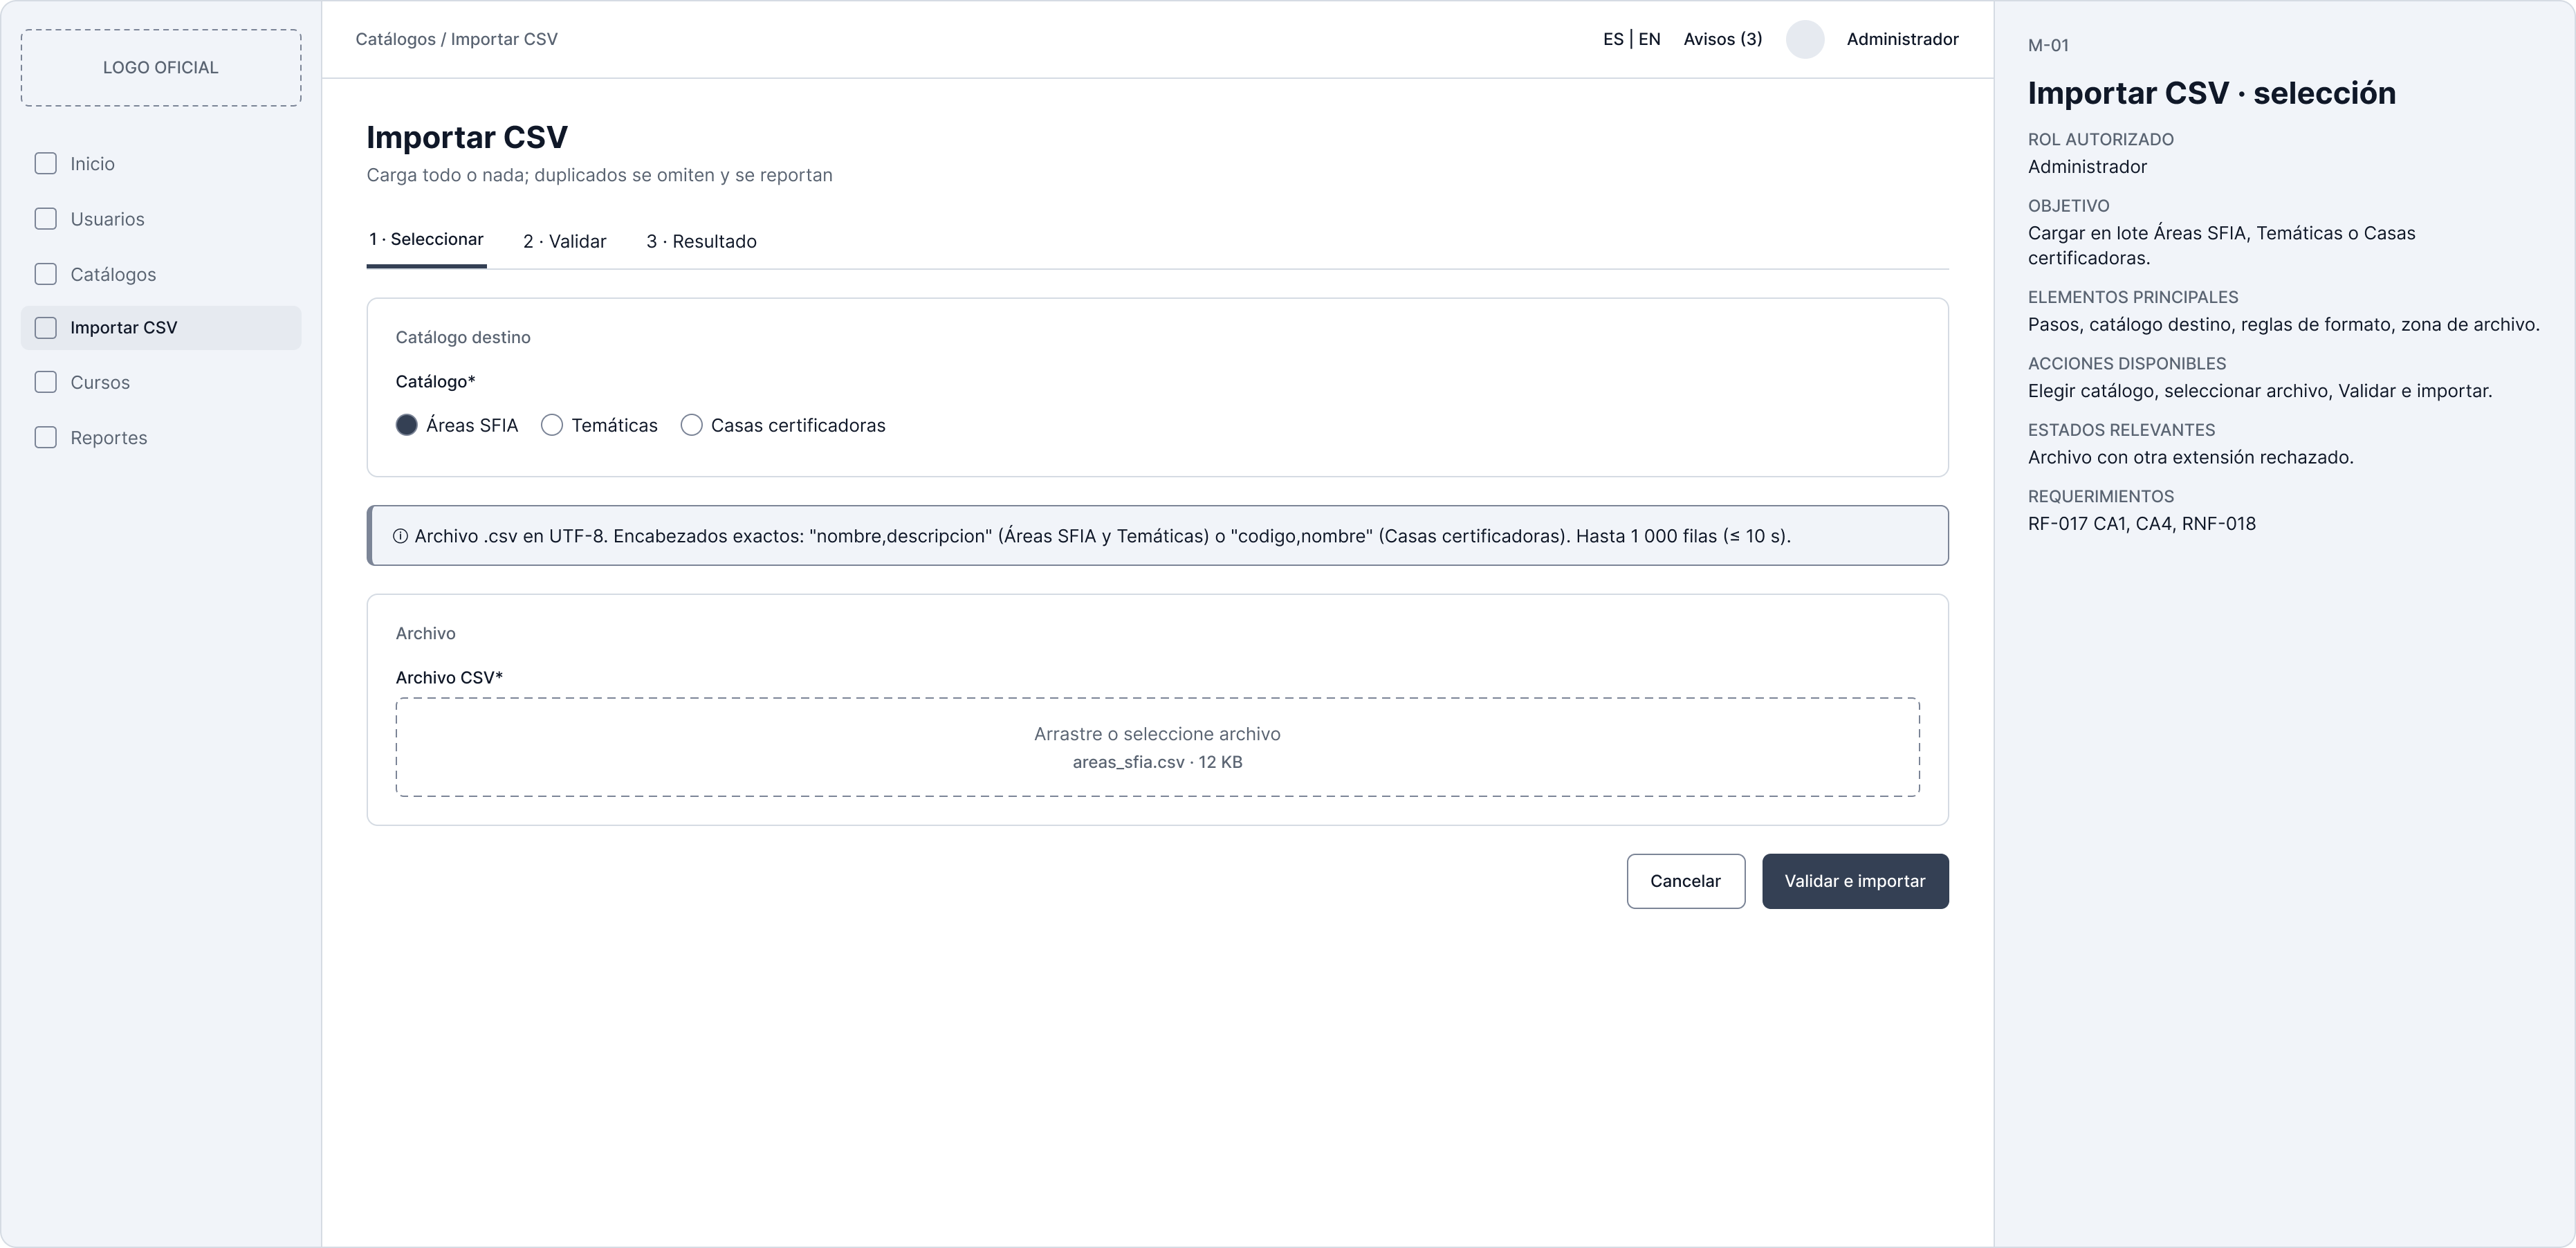 LOGO OFICIAL
Inicio
Usuarios
Catálogos
Importar CSV
Cursos
Reportes
Catálogos / Importar CSV
ES | EN
Avisos (3)
Administrador
Importar CSV
Carga todo o nada; duplicados se omiten y se reportan
1 · Seleccionar
2 · Validar
3 · Resultado
Catálogo destino
Catálogo*
Áreas SFIA
Temáticas
Casas certificadoras
ⓘ Archivo .csv en UTF-8. Encabezados exactos: "nombre,descripcion" (Áreas SFIA y Temáticas) o "codigo,nombre" (Casas certificadoras). Hasta 1 000 filas (≤ 10 s).
Archivo
Archivo CSV*
Arrastre o seleccione archivo
areas_sfia.csv · 12 KB
Cancelar
Validar e importar
M-01
Importar CSV · selección
ROL AUTORIZADO
Administrador
OBJETIVO
Cargar en lote Áreas SFIA, Temáticas o Casas
certificadoras.
ELEMENTOS PRINCIPALES
Pasos, catálogo destino, reglas de formato, zona de archivo.
ACCIONES DISPONIBLES
Elegir catálogo, seleccionar archivo, Validar e importar.
ESTADOS RELEVANTES
Archivo con otra extensión rechazado.
REQUERIMIENTOS
RF-017 CA1, CA4, RNF-018